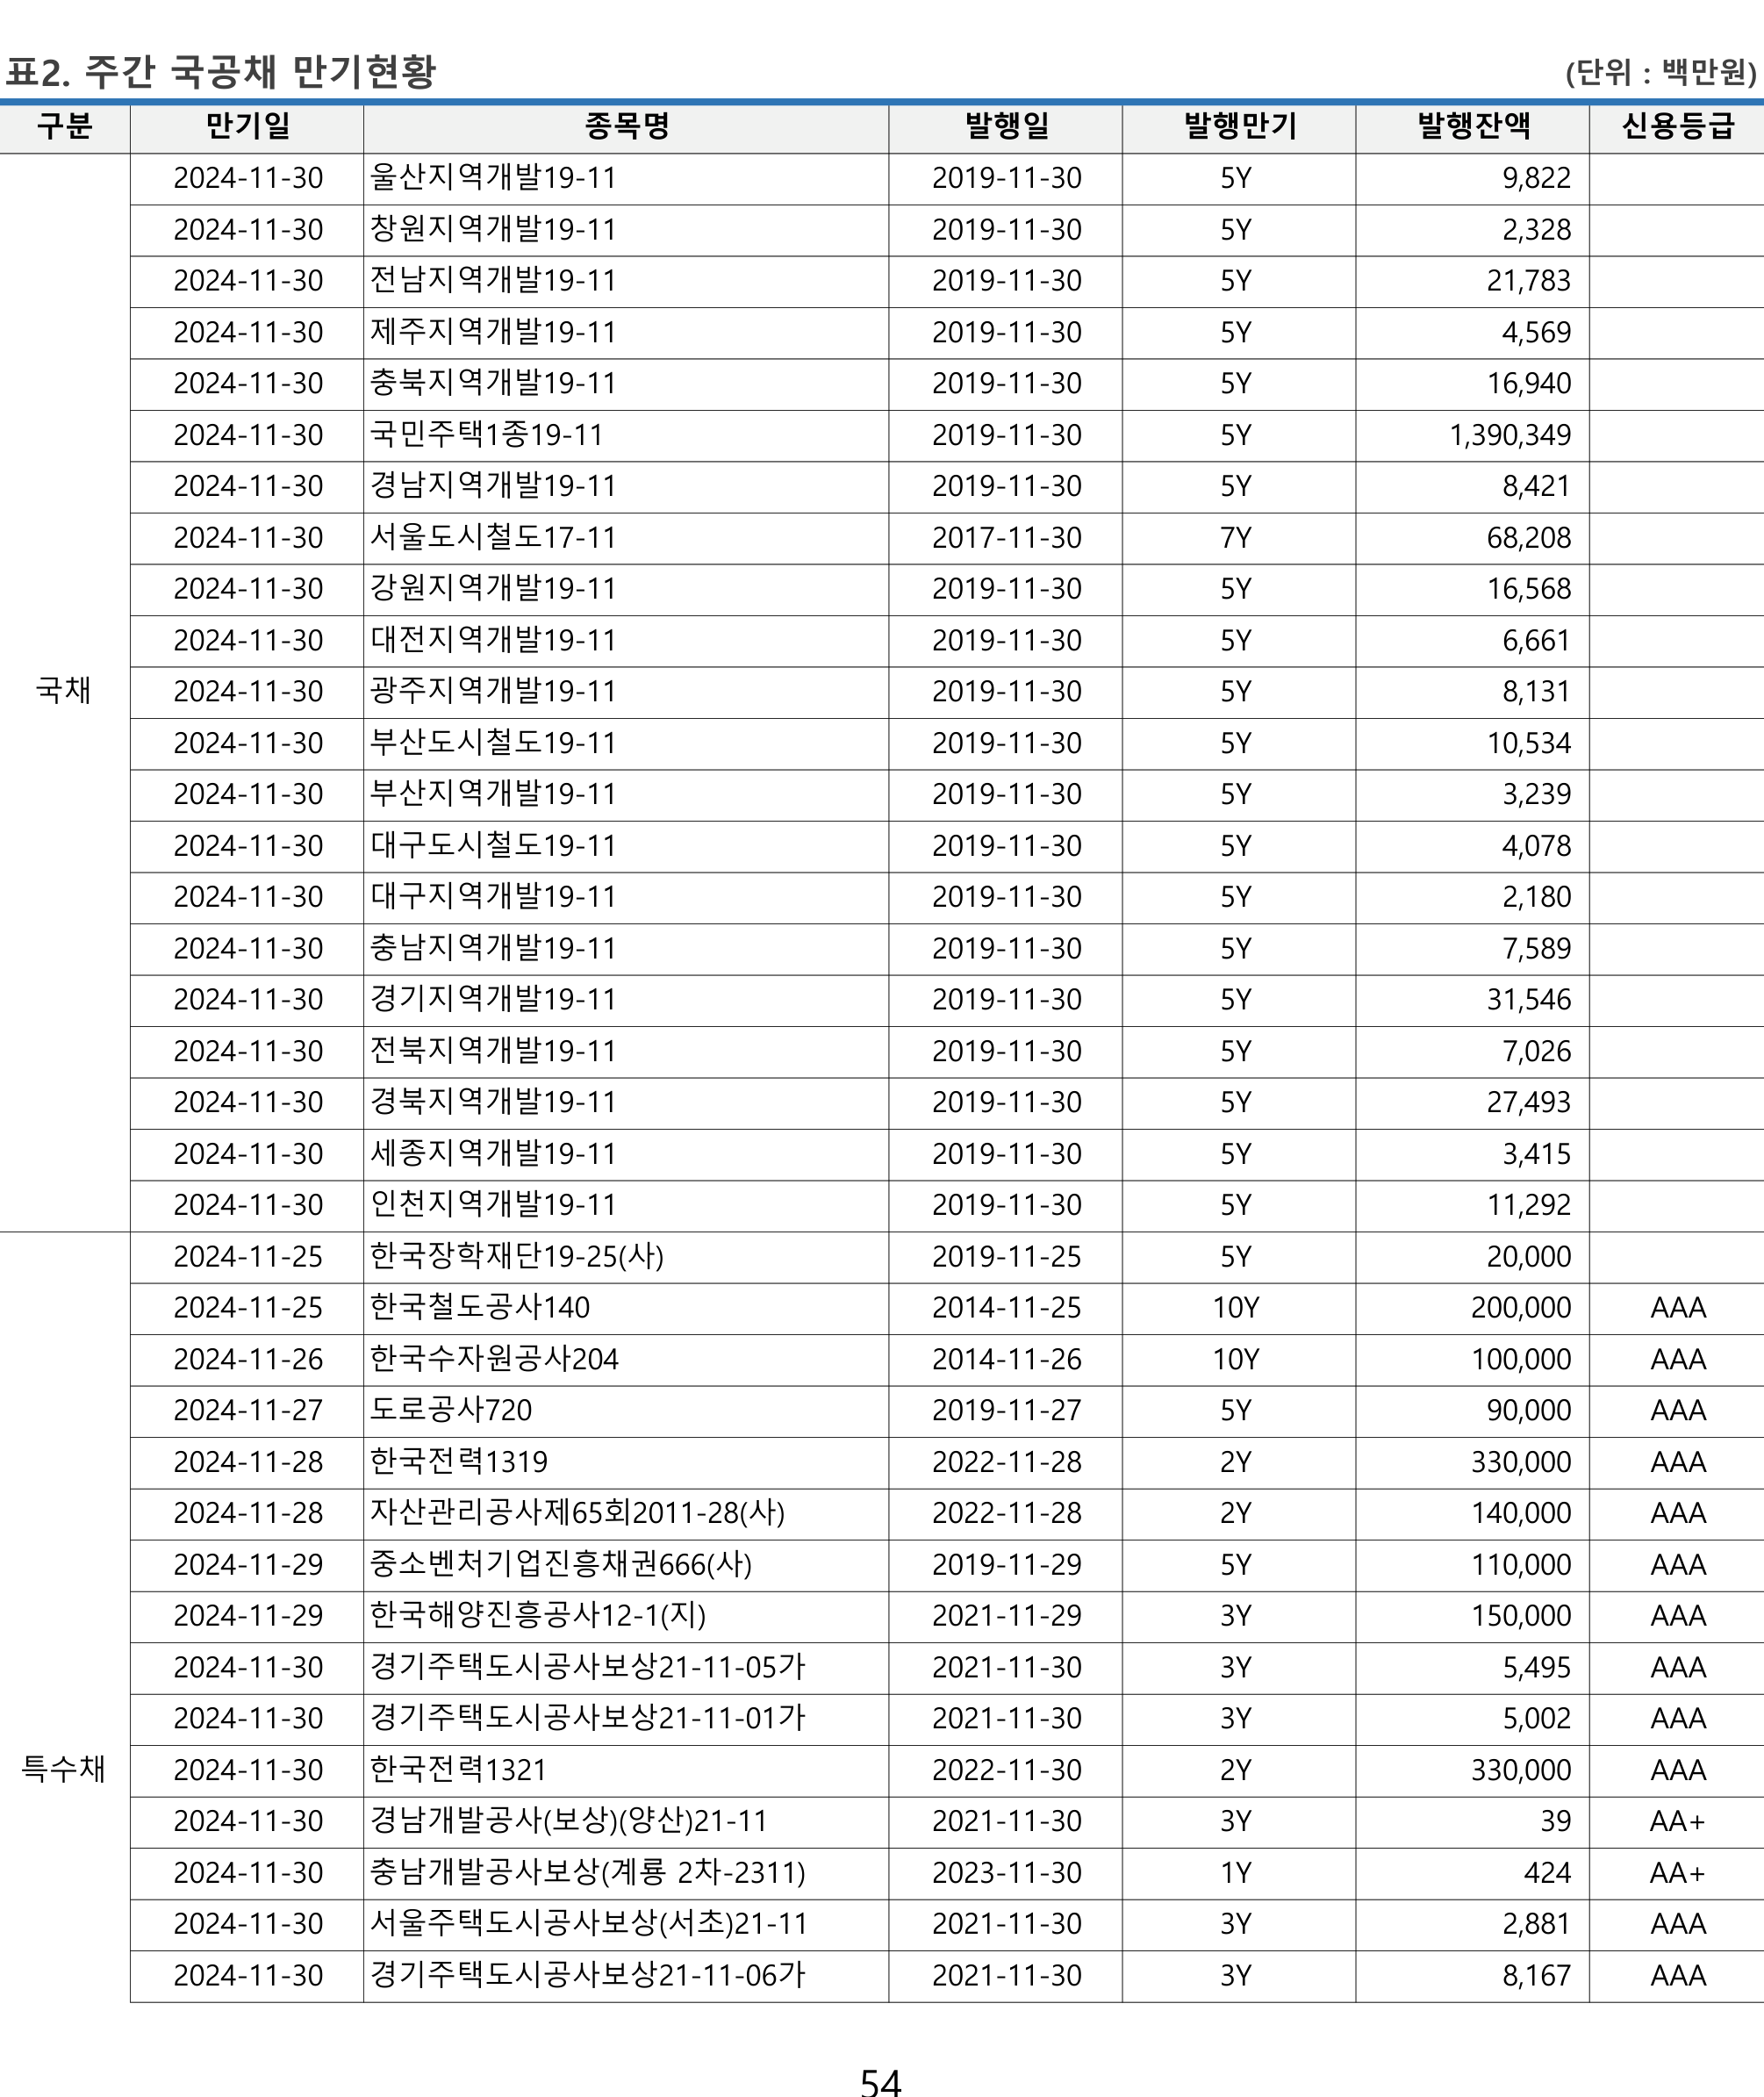 표2. 주간 국공채 만기현황 (단위 : 백만원)
구분 만기일 종목명 발행일 발행만기 발행잔액 신용등급
2024-11-30 울산지역개발19-11 2019-11-30 5Y 9,822
2024-11-30 창원지역개발19-11 2019-11-30 5Y 2,328
2024-11-30 전남지역개발19-11 2019-11-30 5Y 21,783
2024-11-30 제주지역개발19-11 2019-11-30 5Y 4,569
2024-11-30 충북지역개발19-11 2019-11-30 5Y 16,940
2024-11-30 국민주택1종19-11 2019-11-30 5Y 1,390,349
2024-11-30 경남지역개발19-11 2019-11-30 5Y 8,421
2024-11-30 서울도시철도17-11 2017-11-30 7Y 68,208
2024-11-30 강원지역개발19-11 2019-11-30 5Y 16,568
2024-11-30 대전지역개발19-11 2019-11-30 5Y 6,661
국채 2024-11-30 광주지역개발19-11 2019-11-30 5Y 8,131
2024-11-30 부산도시철도19-11 2019-11-30 5Y 10,534
2024-11-30 부산지역개발19-11 2019-11-30 5Y 3,239
2024-11-30 대구도시철도19-11 2019-11-30 5Y 4,078
2024-11-30 대구지역개발19-11 2019-11-30 5Y 2,180
2024-11-30 충남지역개발19-11 2019-11-30 5Y 7,589
2024-11-30 경기지역개발19-11 2019-11-30 5Y 31,546
2024-11-30 전북지역개발19-11 2019-11-30 5Y 7,026
2024-11-30 경북지역개발19-11 2019-11-30 5Y 27,493
2024-11-30 세종지역개발19-11 2019-11-30 5Y 3,415
2024-11-30 인천지역개발19-11 2019-11-30 5Y 11,292
2024-11-25 한국장학재단19-25(사) 2019-11-25 5Y 20,000
2024-11-25 한국철도공사140 2014-11-25 10Y 200,000 AAA
2024-11-26 한국수자원공사204 2014-11-26 10Y 100,000 AAA
2024-11-27 도로공사720 2019-11-27 5Y 90,000 AAA
2024-11-28 한국전력1319 2022-11-28 2Y 330,000 AAA
2024-11-28 자산관리공사제65회2011-28(사) 2022-11-28 2Y 140,000 AAA
2024-11-29 중소벤처기업진흥채권666(사) 2019-11-29 5Y 110,000 AAA
2024-11-29 한국해양진흥공사12-1(지) 2021-11-29 3Y 150,000 AAA
2024-11-30 경기주택도시공사보상21-11-05가 2021-11-30 3Y 5,495 AAA
2024-11-30 경기주택도시공사보상21-11-01가 2021-11-30 3Y 5,002 AAA
특수채 2024-11-30 한국전력1321 2022-11-30 2Y 330,000 AAA
2024-11-30 경남개발공사(보상)(양산)21-11 2021-11-30 3Y 39 AA+
2024-11-30 충남개발공사보상(계룡 2차-2311) 2023-11-30 1Y 424 AA+
2024-11-30 서울주택도시공사보상(서초)21-11 2021-11-30 3Y 2,881 AAA
2024-11-30 경기주택도시공사보상21-11-06가 2021-11-30 3Y 8,167 AAA
54